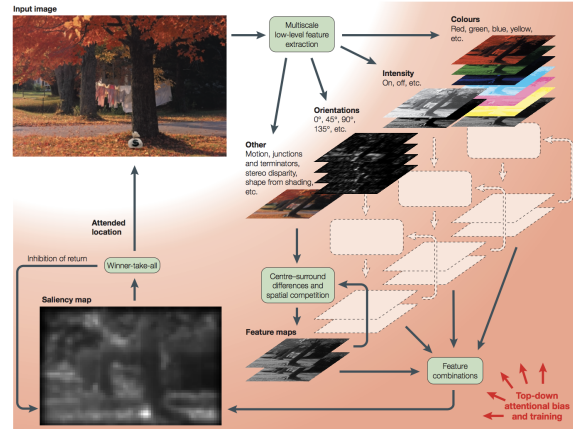 Input image
Multiscale
low-level feature
extraction
Colours
Red, green, blue, yellow,
etc.
Intensity
On, off, etc.
Orientations
0°, 45°, 90°,
135°, etc.
Other
Motion, junctions
and terminators,
stereo disparity,
shape from shading,
etc.
Attended
location
Inhibition of return
Winner-take-all
Centre–surround
differences and
spatial competition
Saliency map
Feature maps
Feature
combinations
Top-down
attentional bias
and training